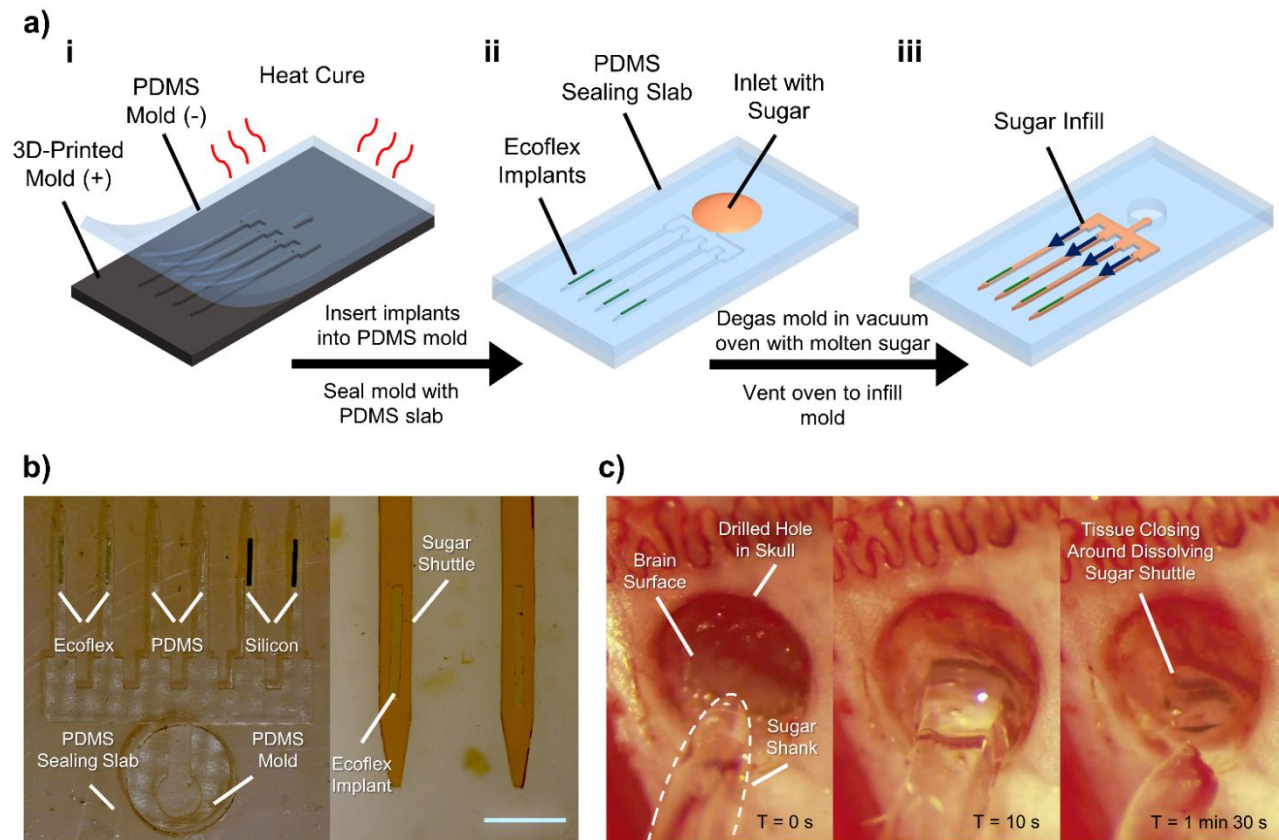 a)
i
Heat Cure
PDMS
Mold (-)
3D-Printed
Mold (+)
Insert implants
into PDMS mold
Seal mold with
PDMS slab
ii
PDMS
Sealing Slab
Inlet with
Sugar
Ecoflex
Implants
Degas mold in vacuum
oven with molten sugar
Vent oven to infill
mold
iii
Sugar Infill
b)
Ecoflex
PDMS
Silicon
PDMS
Sealing Slab
PDMS
Mold
Sugar
Shuttle
Ecoflex
Implant
c)
Brain
Surface
Drilled Hole
in Skull
Sugar
Shank
T = 0 s
T = 10 s
Tissue Closing
Around Dissolving
Sugar Shuttle
T = 1 min 30 s